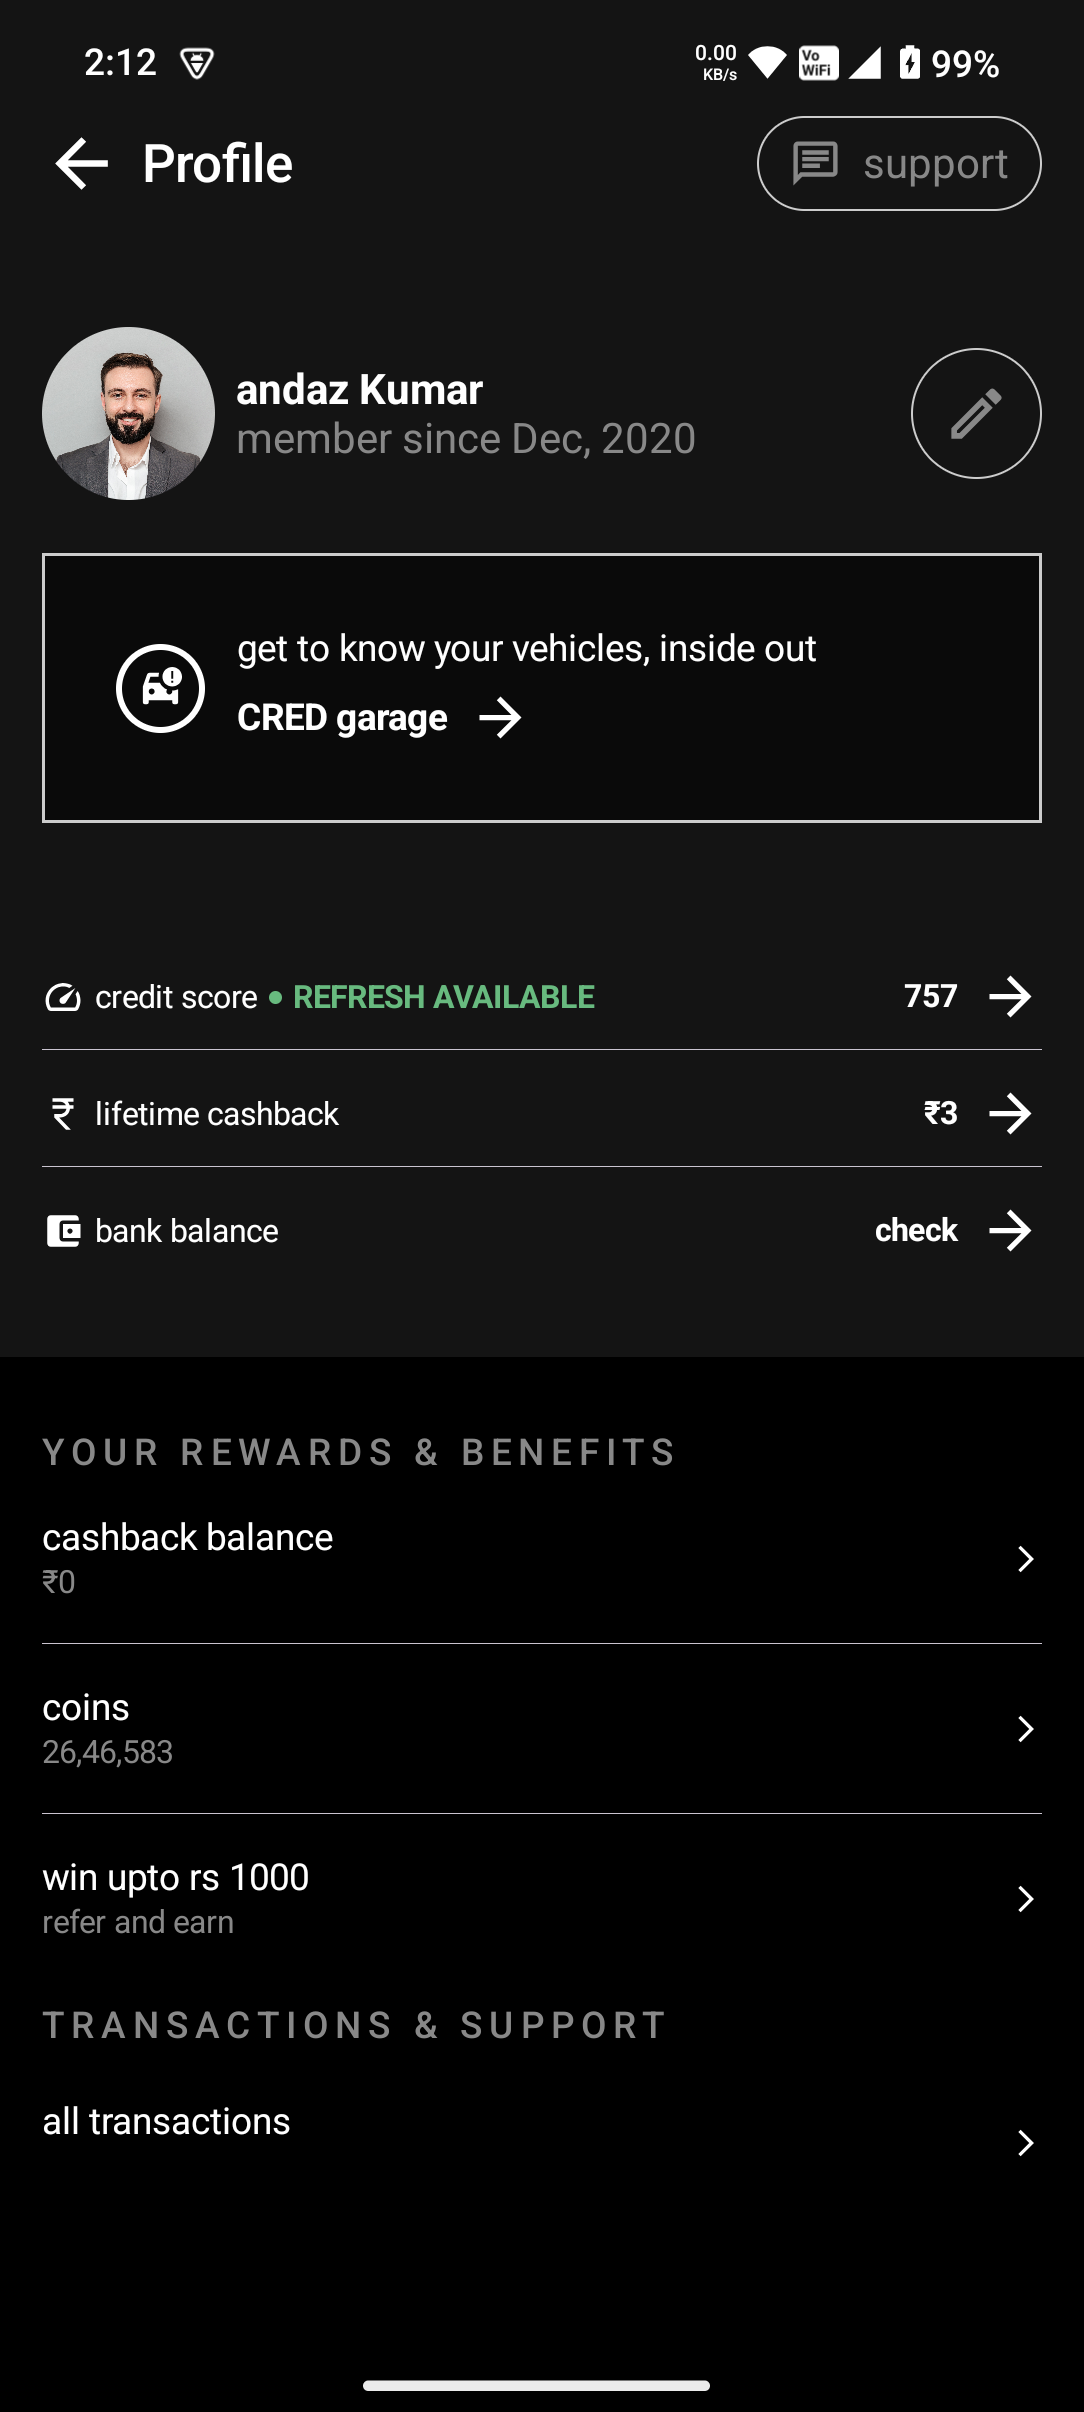 2:12
0.00
KB/s
Vo
WiFi
99%
Profile
support
andaz Kumar
member since Dec, 2020
get to know your vehicles, inside out
CRED garage
credit score • REFRESH AVAILABLE
757
lifetime cashback
₹3
bank balance
check
YOUR REWARDS & BENEFITS
cashback balance
₹0
coins
26,46,583
win upto rs 1000
refer and earn
TRANSACTIONS & SUPPORT
all transactions